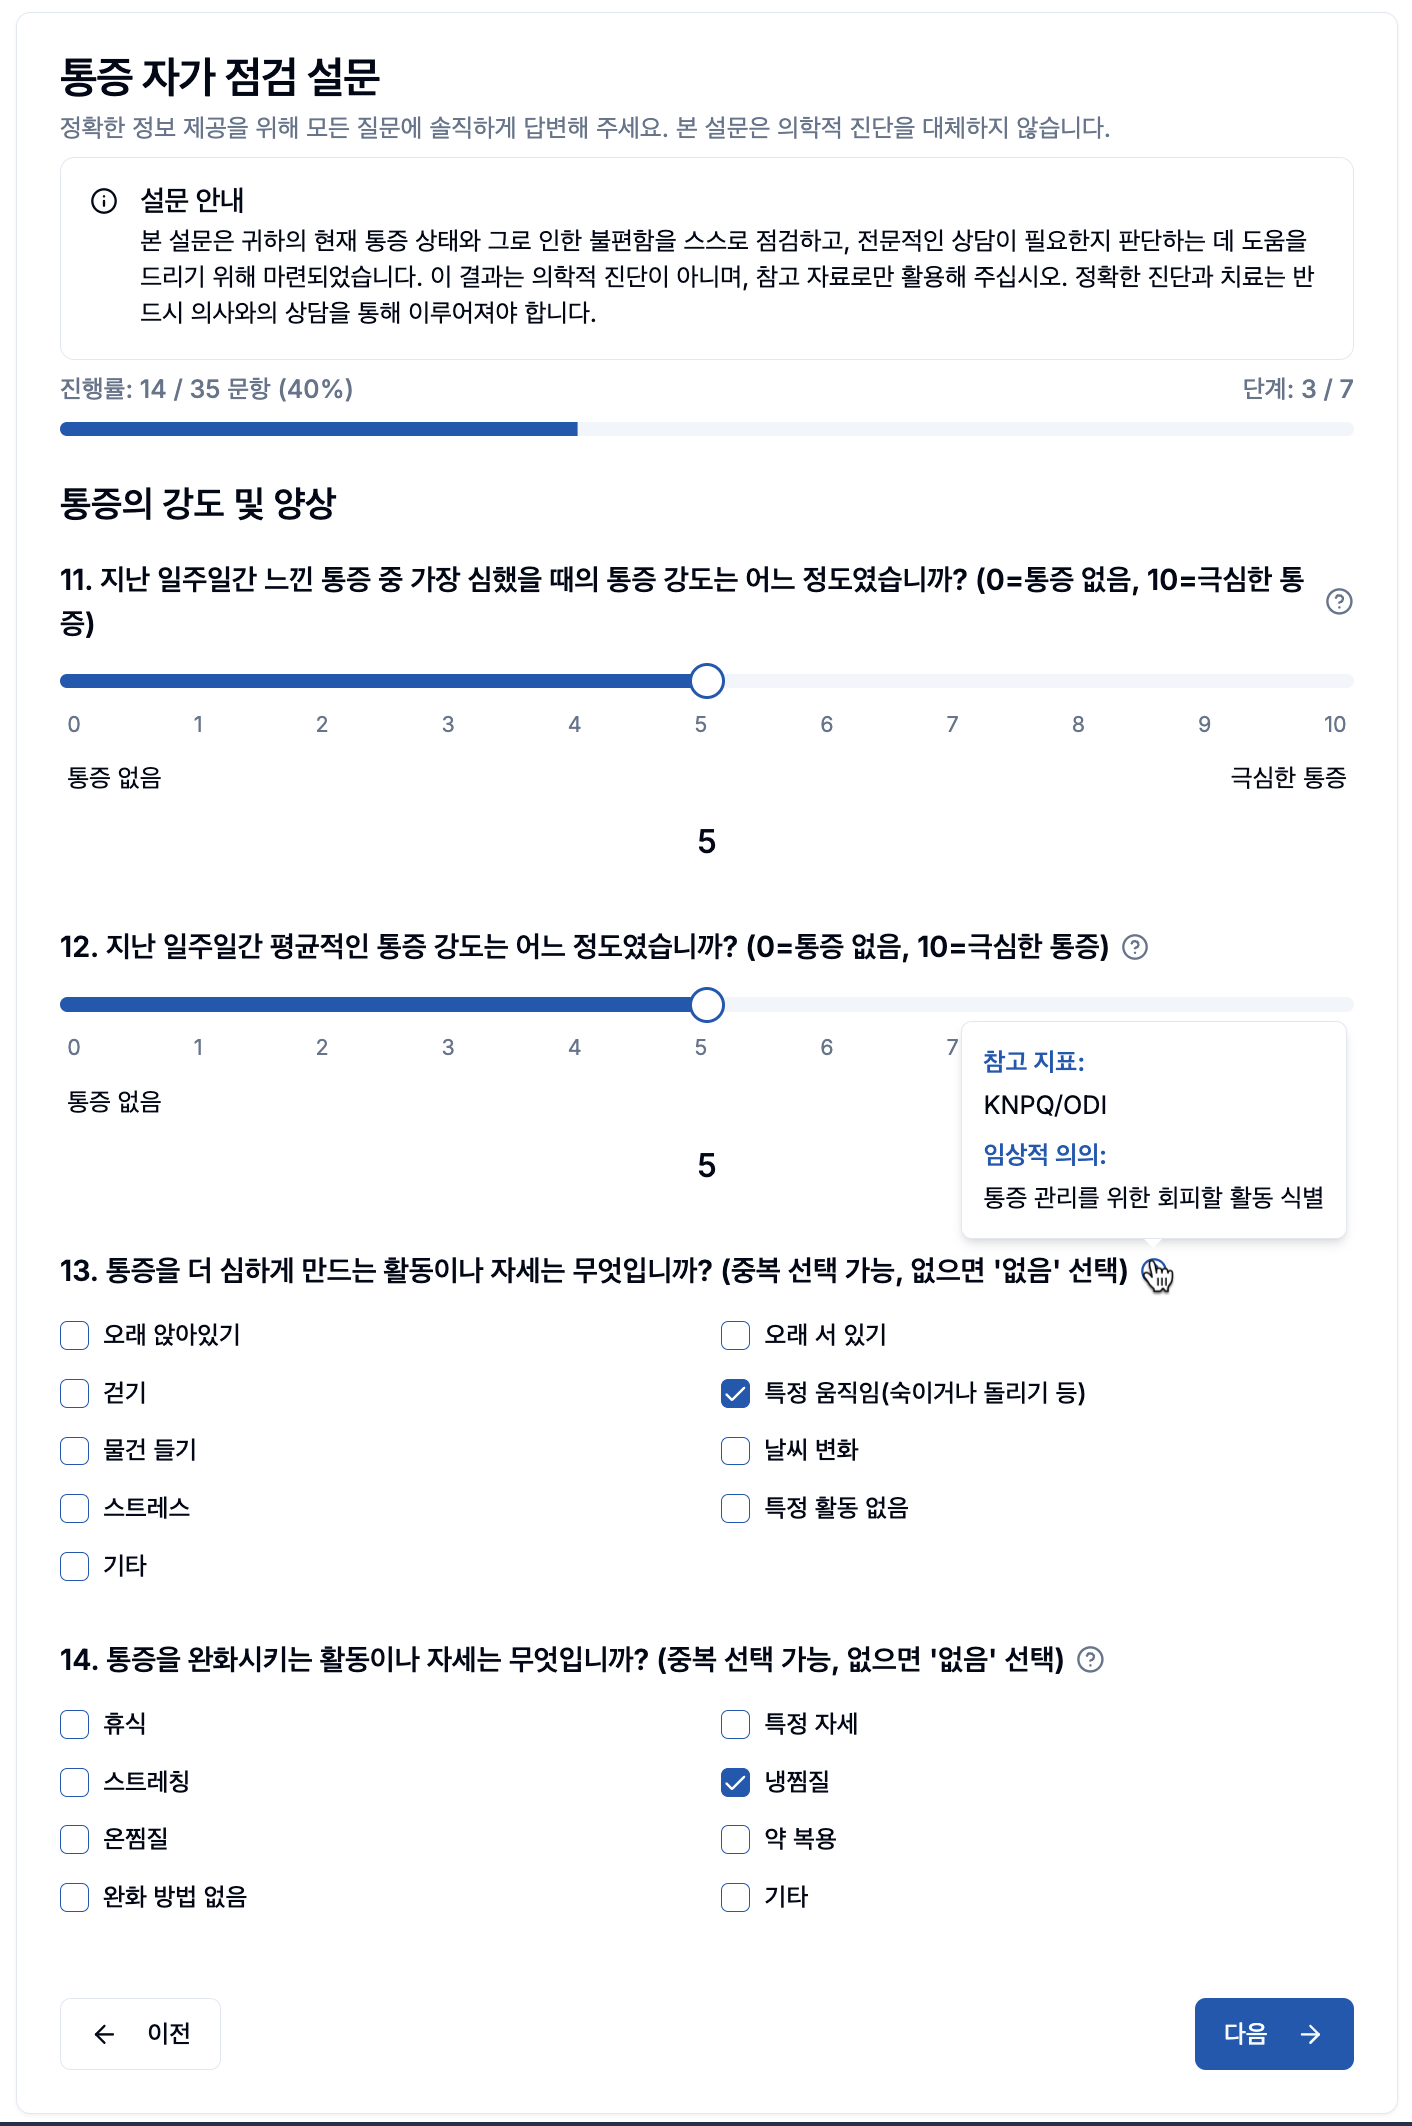 통증 자가 점검 설문
정확한 정보 제공을 위해 모든 질문에 솔직하게 답변해 주세요. 본 설문은 의학적 진단을 대체하지 않습니다.
설문 안내
본 설문은 귀하의 현재 통증 상태와 그로 인한 불편함을 스스로 점검하고, 전문적인 상담이 필요한지 판단하는 데 도움을
드리기 위해 마련되었습니다. 이 결과는 의학적 진단이 아니며, 참고 자료로만 활용해 주십시오. 정확한 진단과 치료는 반
드시 의사와의 상담을 통해 이루어져야 합니다.
진행률: 14 / 35 문항 (40%)
단계: 3 / 7
통증의 강도 및 양상
11. 지난 일주일간 느낀 통증 중 가장 심했을 때의 통증 강도는 어느 정도였습니까? (0=통증 없음, 10=극심한 통
증)
0 1 2 3 4 5 6 7 8 9 10
통증 없음 극심한 통증
5
12. 지난 일주일간 평균적인 통증 강도는 어느 정도였습니까? (0=통증 없음, 10=극심한 통증)
0 1 2 3 4 5 6 7
통증 없음
5
참고 지표:
KNPQ/ODI
임상적 의의:
통증 관리를 위한 회피할 활동 식별
13. 통증을 더 심하게 만드는 활동이나 자세는 무엇입니까? (중복 선택 가능, 없으면 '없음' 선택)
오래 앉아있기
오래 서 있기
걷기
특정 움직임(숙이거나 돌리기 등)
물건 들기
날씨 변화
스트레스
특정 활동 없음
기타
14. 통증을 완화시키는 활동이나 자세는 무엇입니까? (중복 선택 가능, 없으면 '없음' 선택)
휴식
특정 자세
스트레칭
냉찜질
온찜질
약 복용
완화 방법 없음
기타
이전
다음